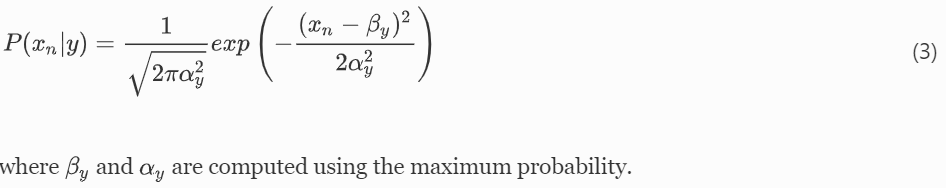 P(x_n|y) = \frac{1}{\sqrt{2\pi\alpha_y^2}} exp\left(-\frac{(x_n - \beta_y)^2}{2\alpha_y^2}\right) (3)
where β_y and α_y are computed using the maximum probability.